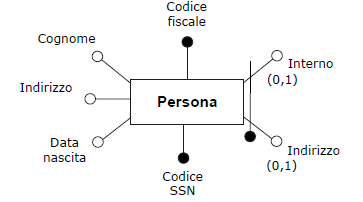 Codice
fiscale
Cognome
Interno
(0,1)
Indirizzo
Persona
Data
nascita
Indirizzo
(0,1)
Codice
SSN